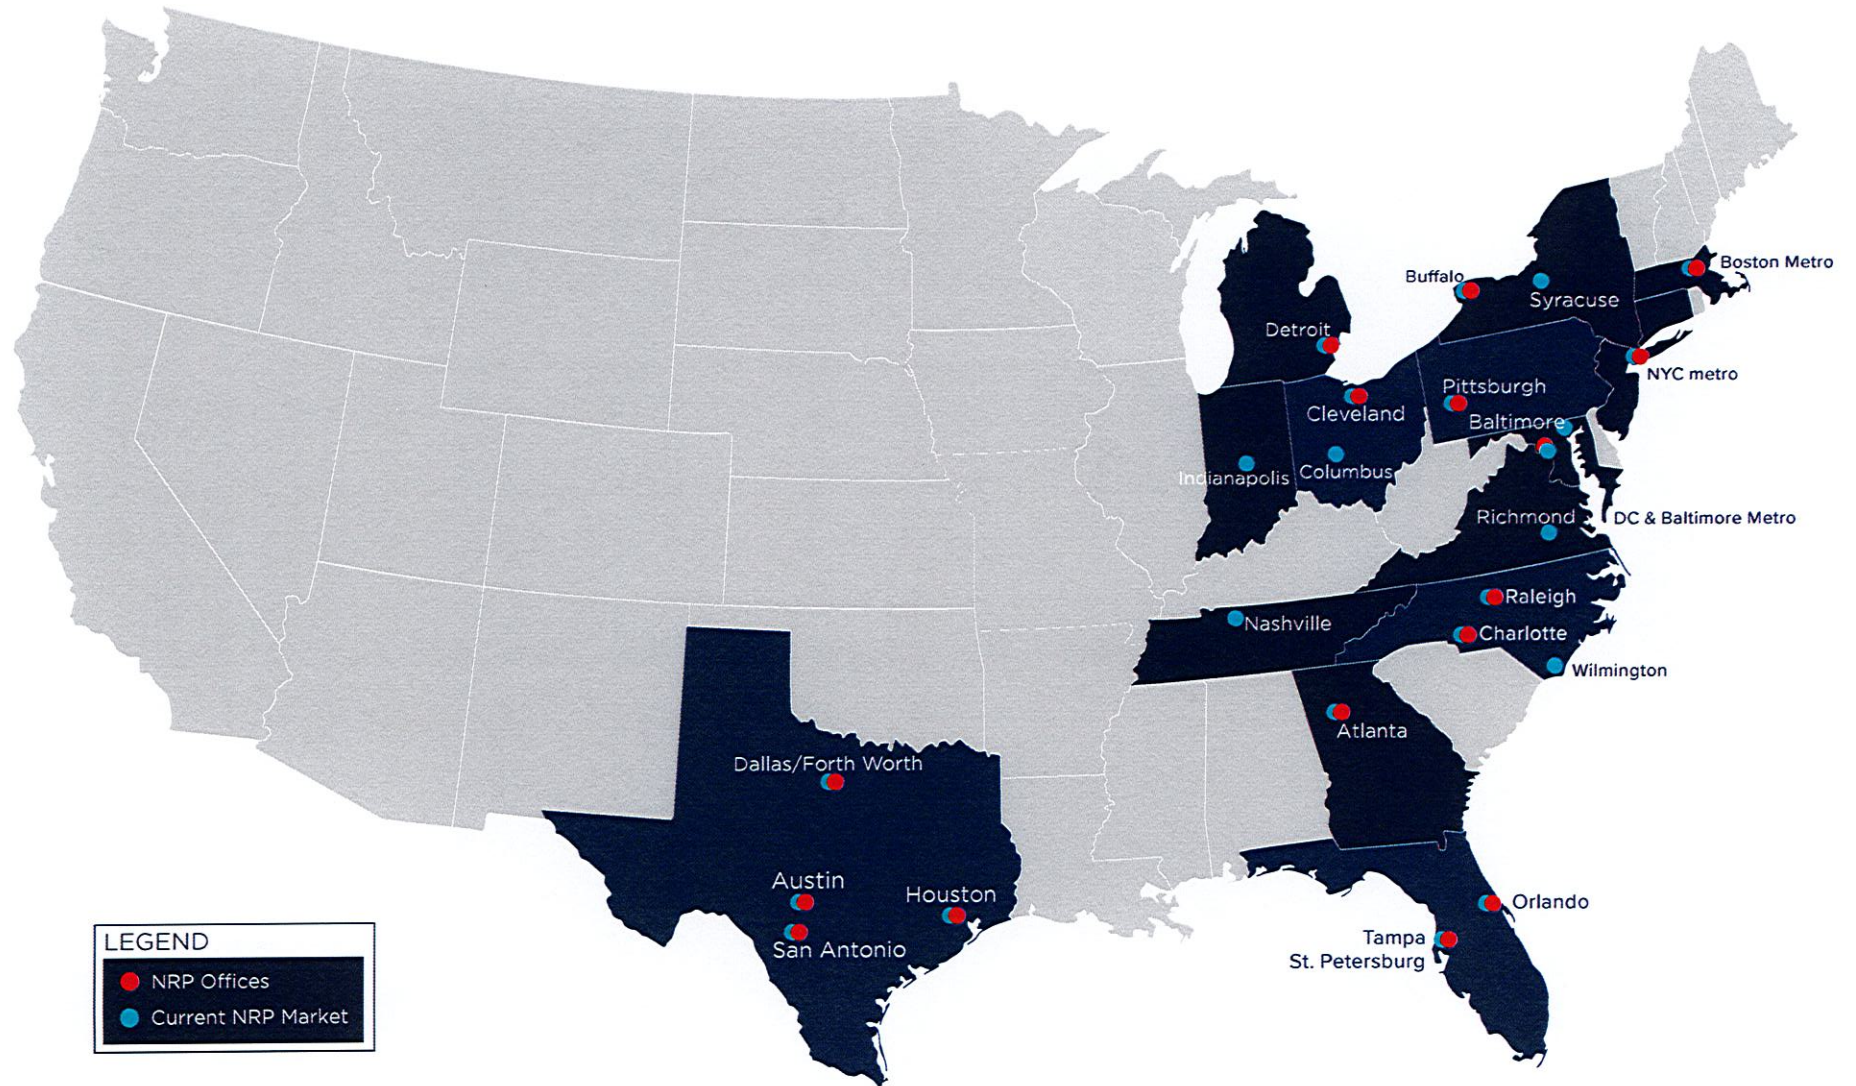 Boston Metro
Buffalo
Syracuse
Detroit
NYC metro
Pittsburgh
Cleveland
Baltimore
Indianapolis
Columbus
Richmond
DC & Baltimore Metro
Raleigh
Nashville
Charlotte
Wilmington
Atlanta
Dallas/Forth Worth
Austin
Houston
Orlando
San Antonio
Tampa
St. Petersburg
LEGEND
NRP Offices
Current NRP Market